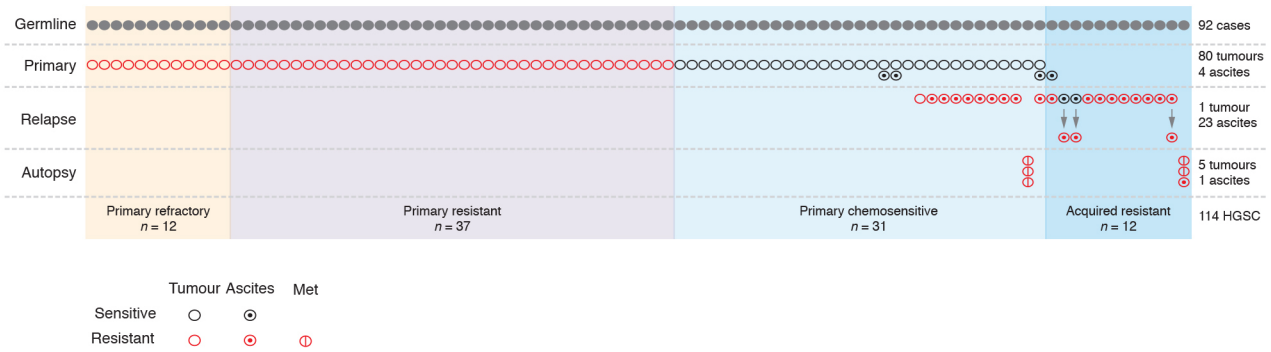 Germline
92 cases
Primary
80 tumours
4 ascites
Relapse
1 tumour
23 ascites
Autopsy
5 tumours
1 ascites
Primary refractory
n = 12
Primary resistant
n = 37
Primary chemosensitive
n = 31
Acquired resistant
n = 12
114 HGSC
Tumour Ascites Met
Sensitive
Resistant